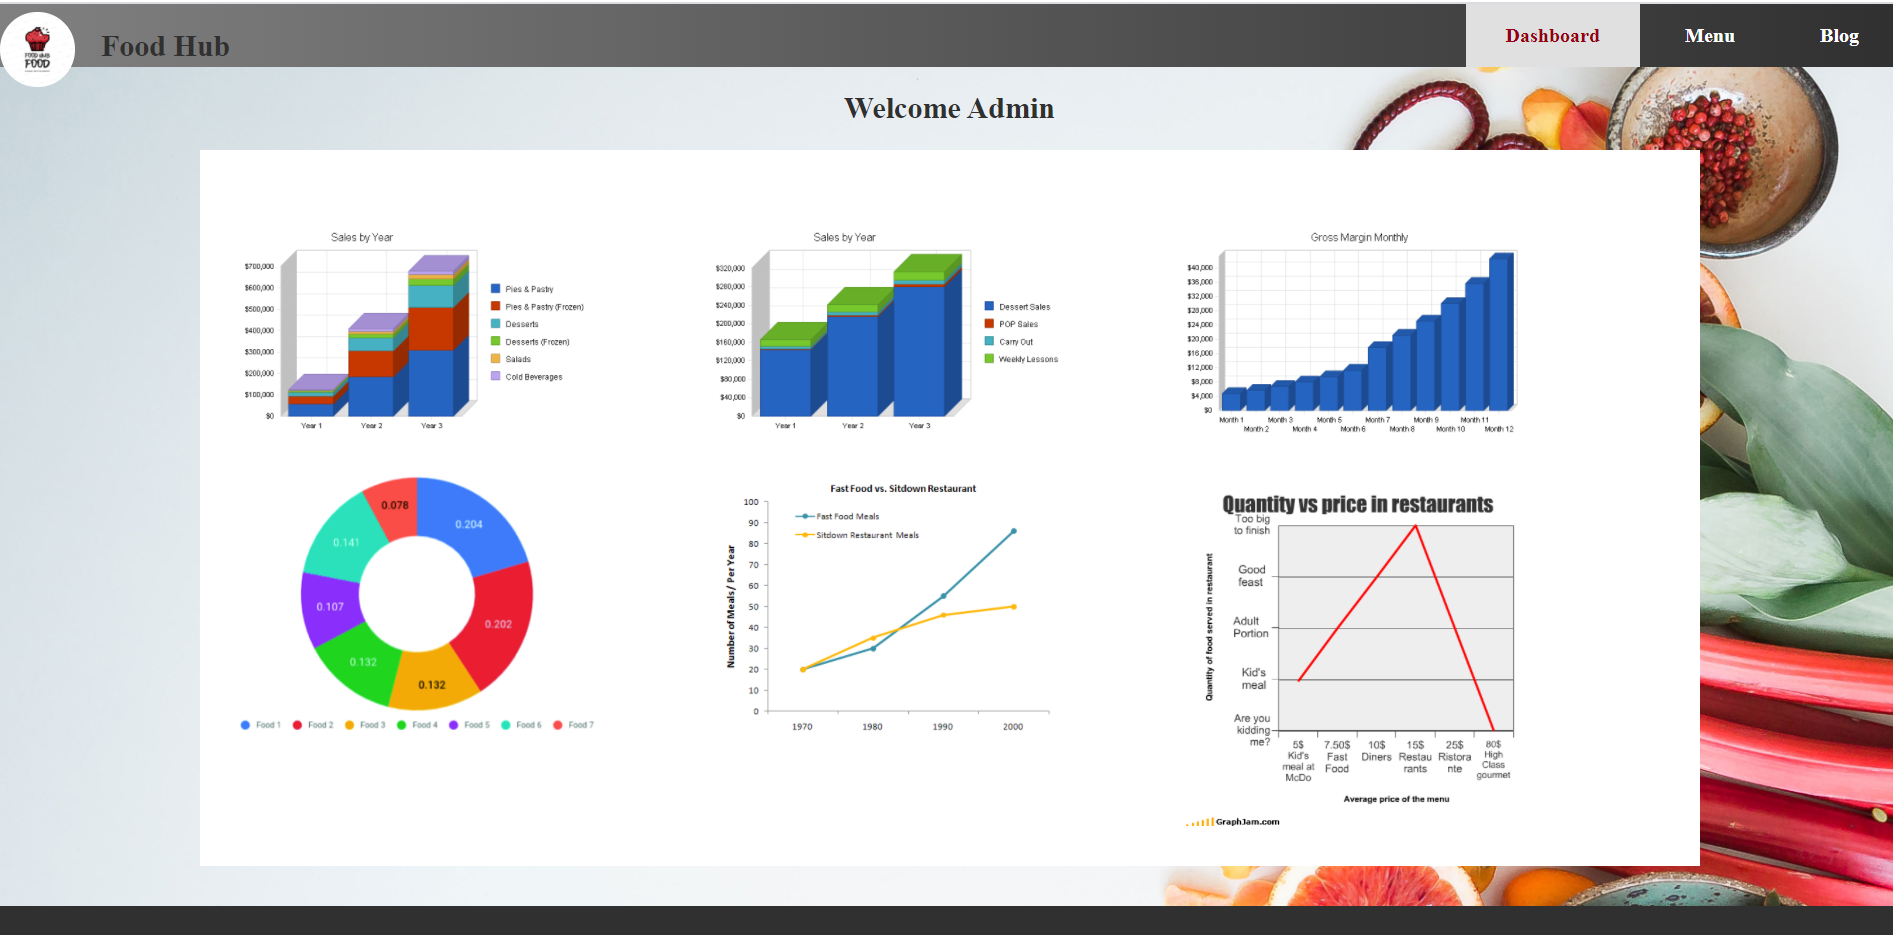 FOOD
Food Hub
Dashboard
Menu
Blog
Welcome Admin
Sales by Year
$700,000
$600,000
$500,000
$400,000
$300,000
$200,000
$100,000
$0
Year 1
Year 2
Year 3
Pies & Pastry
Pies & Pastry (Frozen)
Desserts
Desserts (Frozen)
Salads
Cold Beverages
Sales by Year
$320,000
$280,000
$240,000
$200,000
$160,000
$120,000
$80,000
$40,000
$0
Year 1
Year 2
Year 3
Dessert Sales
POP Sales
Carry Out
Weekly Lessons
Gross Margin Monthly
$40,000
$36,000
$32,000
$28,000
$24,000
$20,000
$16,000
$12,000
$8,000
$4,000
$0
Month 1
Month 2
Month 3
Month 4
Month 5
Month 6
Month 7
Month 8
Month 9
Month 10
Month 11
Month 12
0.078
0.204
0.141
0.107
0.202
0.132
0.132
Food 1
Food 2
Food 3
Food 4
Food 5
Food 6
Food 7
Fast Food vs. Sitdown Restaurant
Fast Food Meals
Sitdown Restaurant Meals
Number of Meals / Per Year
100
90
80
70
60
50
40
30
20
10
0
1970
1980
1990
2000
Quantity vs price in restaurants
Quantity of food served in restaurant
Too big
to finish
Good
feast
Adult
Portion
Kid's
meal
Are you
kidding
me?
5$
Kid's
meal at
McDo
7.50$
Fast
Food
10$
Diners
15$
Restau
rants
25$
Ristora
nte
80$
High
Class
gourmet
Average price of the menu
GraphJam.com